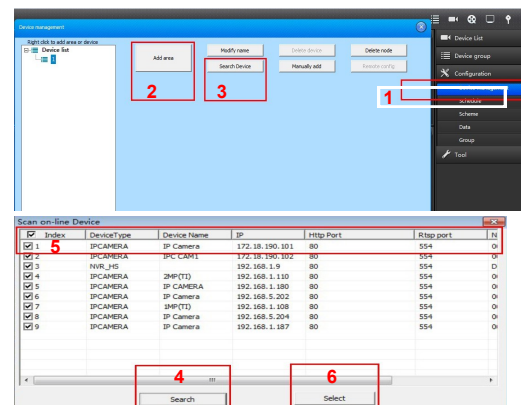 Device management
Right click to add area or device
Device list
1
Add area
Modify name
Delete device
Delete node
Search Device
Manually add
Remote config
2
3
Device List
Device group
Configuration
1
Schedule
Scheme
Data
Group
Tool
Scan on-line Device
Index DeviceType Device Name IP Http Port Rtsp port N
1 IPCAMERA IP Camera 172.18.190.101 80 554
5
2 IPCAMERA IPC CAM1 172.18.190.102 80 554
3 NVR_HS 192.168.1.9 80 D
4 IPCAMERA 2MP(TI) 192.168.1.110 80 554
5 IPCAMERA IP CAMERA 192.168.1.180 80 554
6 IPCAMERA IP Camera 192.168.5.202 80 554
7 IPCAMERA 1MP(TI) 192.168.1.108 80 554
8 IPCAMERA IP Camera 192.168.5.204 80 554
9 IPCAMERA IP Camera 192.168.1.187 80 554
4
6
Search
Select